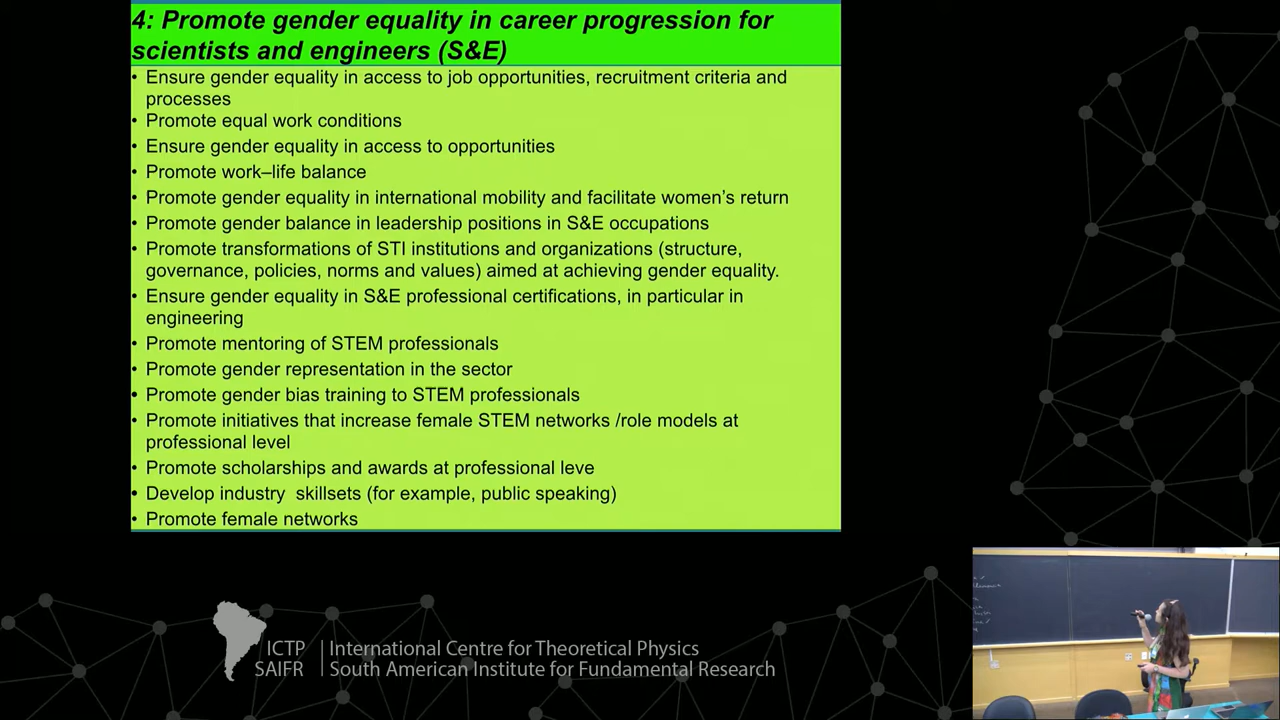 4: Promote gender equality in career progression for
scientists and engineers (S&E)
• Ensure gender equality in access to job opportunities, recruitment criteria and
processes
• Promote equal work conditions
• Ensure gender equality in access to opportunities
• Promote work–life balance
• Promote gender equality in international mobility and facilitate women's return
• Promote gender balance in leadership positions in S&E occupations
• Promote transformations of STI institutions and organizations (structure,
governance, policies, norms and values) aimed at achieving gender equality.
• Ensure gender equality in S&E professional certifications, in particular in
engineering
• Promote mentoring of STEM professionals
• Promote gender representation in the sector
• Promote gender bias training to STEM professionals
• Promote initiatives that increase female STEM networks /role models at
professional level
• Promote scholarships and awards at professional leve
• Develop industry  skillsets (for example, public speaking)
• Promote female networks
ICTP
SAIFR
International Centre for Theoretical Physics
South American Institute for Fundamental Research